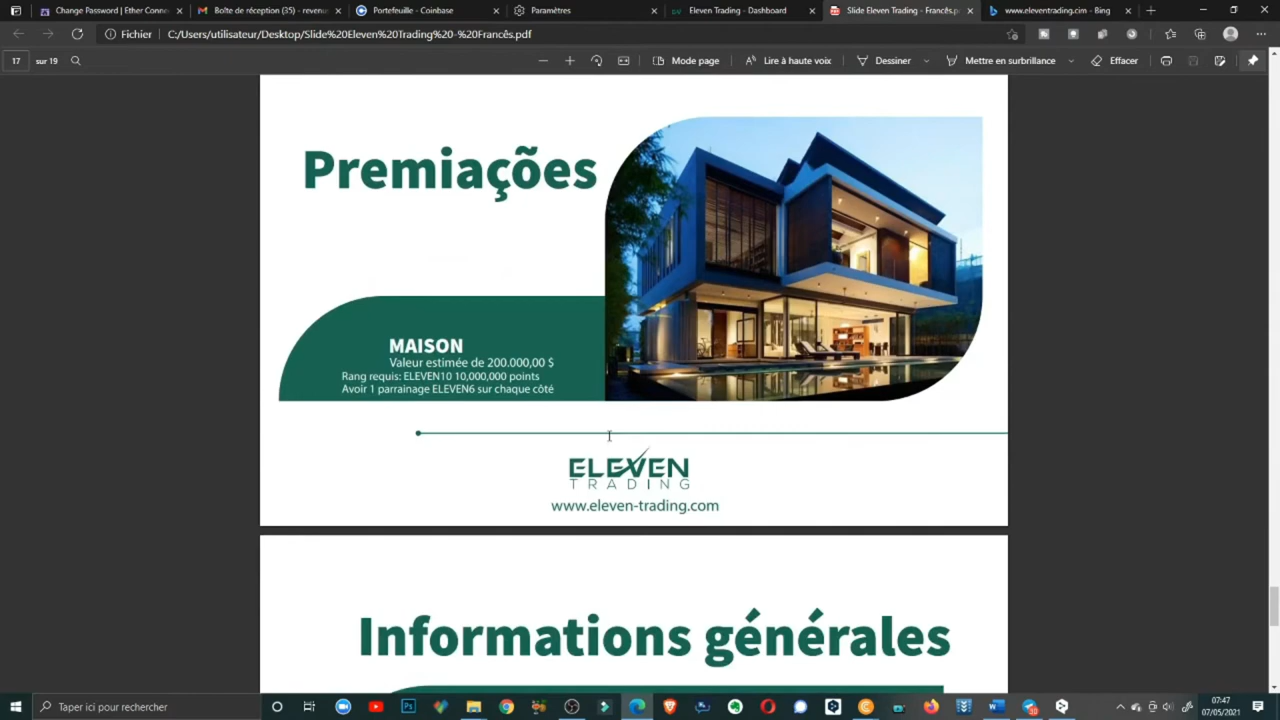 Change Password | Ether Conne
Boîte de réception (35) - revenu
Portefeuille - Coinbase
Paramètres
Eleven Trading - Dashboard
Slide Eleven Trading - Francês.p
www.eleventrading.cim - Bing
Fichier
C:/Users/utilisateur/Desktop/Slide%20Eleven%20Trading%20-%20Francês.pdf
17 sur 19
Mode page
Lire à haute voix
Dessiner
Mettre en surbrillance
Effacer
Premiações
MAISON
Valeur estimée de 200.000,00 $
Rang requis: ELEVEN10 10,000,000 points
Avoir 1 parrainage ELEVEN6 sur chaque côté
ELEVEN
TRADING
www.eleven-trading.com
Informations générales
Taper ici pour rechercher
07:47
07/05/2021